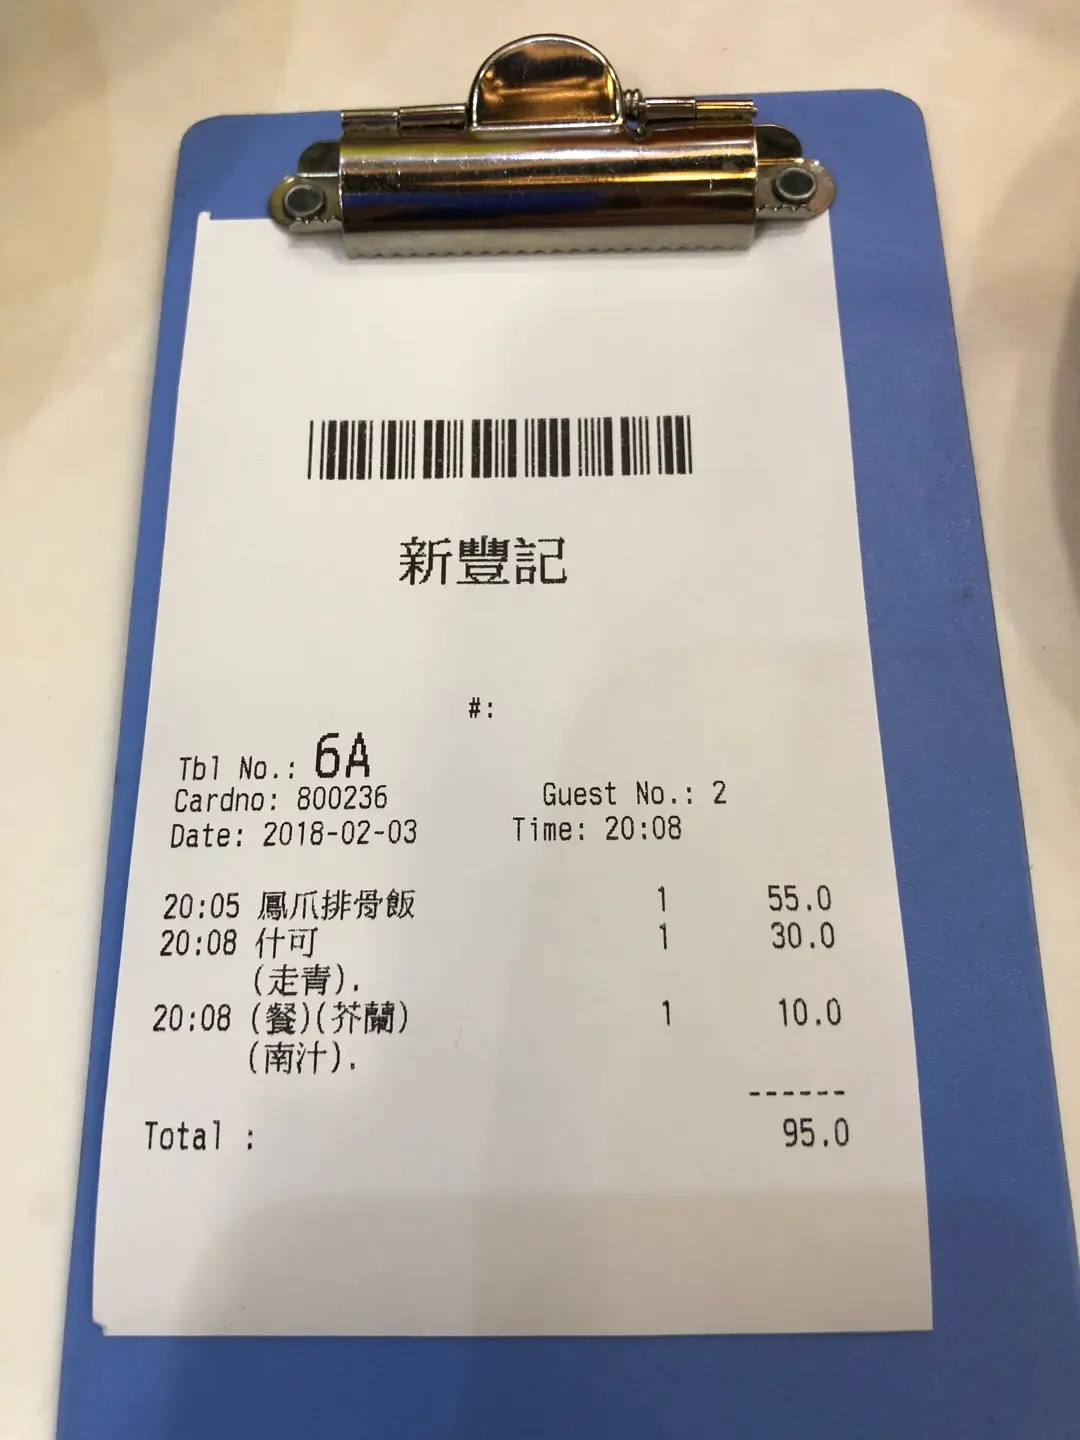 新豐記
#:
Tbl No.: 6A
Cardno: 800236 Guest No.: 2
Date: 2018-02-03 Time: 20:08
20:05 鳳爪排骨飯 1 55.0
20:08 什可 1 30.0
(走青).
20:08 (餐)(芥蘭) 1 10.0
(南汁).
------
Total : 95.0